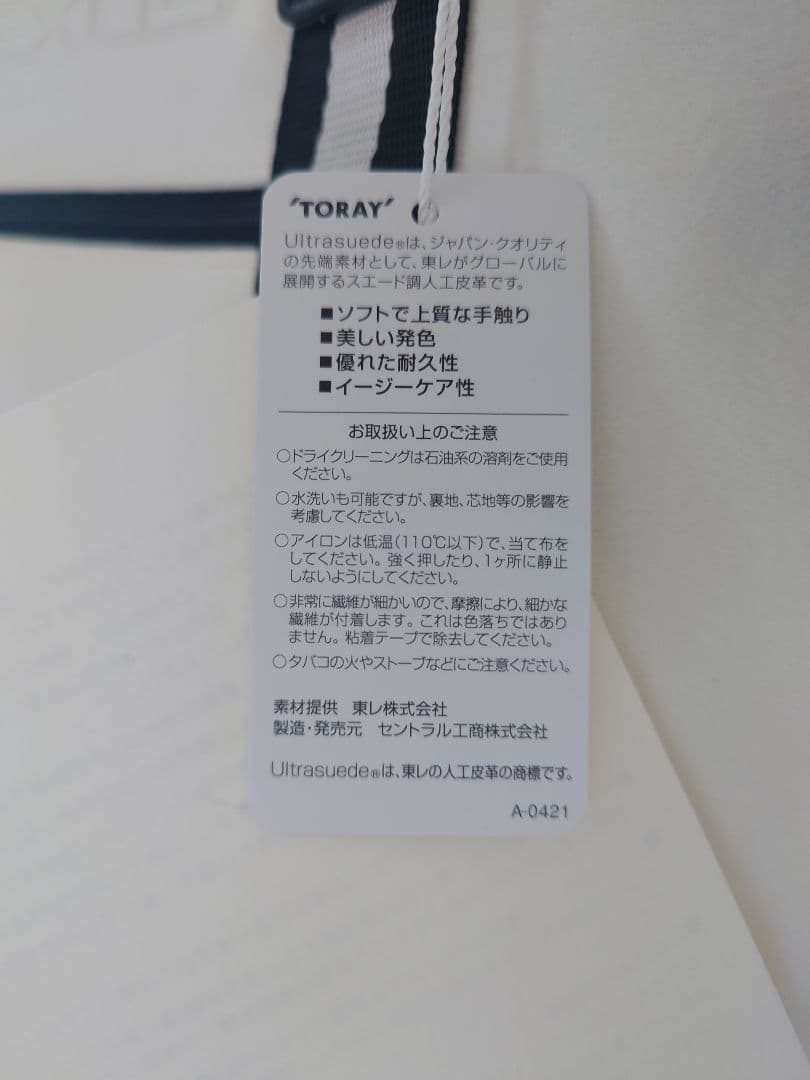 'TORAY'
Ultrasuede®は、ジャパン・クオリティ
の先端素材として、東レがグローバルに
展開するスエード調人工皮革です。
■ソフトで上質な手触り
■美しい発色
■優れた耐久性
■イージーケア性
お取扱い上のご注意
○ドライクリーニングは石油系の溶剤をご使用
ください。
○水洗いも可能ですが、裏地、芯地等の影響を
考慮してください。
○アイロンは低温(110℃以下)で、当て布を
してください。強く押したり、1ヶ所に静止
しないようにしてください。
○非常に繊維が細かいので、摩擦により、細かな
繊維が付着します。これは色落ちではあり
ません。粘着テープで除去してください。
○タバコの火やストーブなどにご注意ください。
素材提供 東レ株式会社
製造・発売元 セントラル工商株式会社
Ultrasuede®は、東レの人工皮革の商標です。
A-0421